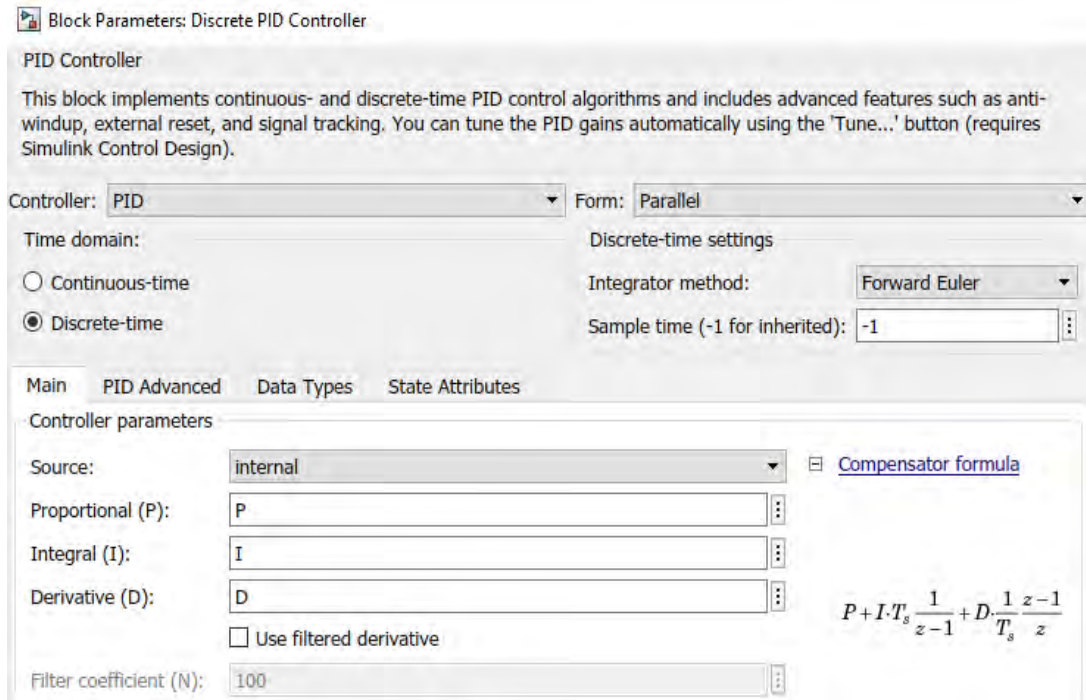 Block Parameters: Discrete PID Controller
PID Controller
This block implements continuous- and discrete-time PID control algorithms and includes advanced features such as anti-
windup, external reset, and signal tracking. You can tune the PID gains automatically using the 'Tune...' button (requires
Simulink Control Design).
Controller: PID Form: Parallel
Time domain: Discrete-time settings
Continuous-time Integrator method: Forward Euler
Discrete-time Sample time (-1 for inherited): -1
Main PID Advanced Data Types State Attributes
Controller parameters
Source: internal Compensator formula
Proportional (P): P
Integral (I): I
Derivative (D): D
P+I·T_s 1/(z−1) + D·1/T_s (z−1)/z
Use filtered derivative
Filter coefficient (N): 100